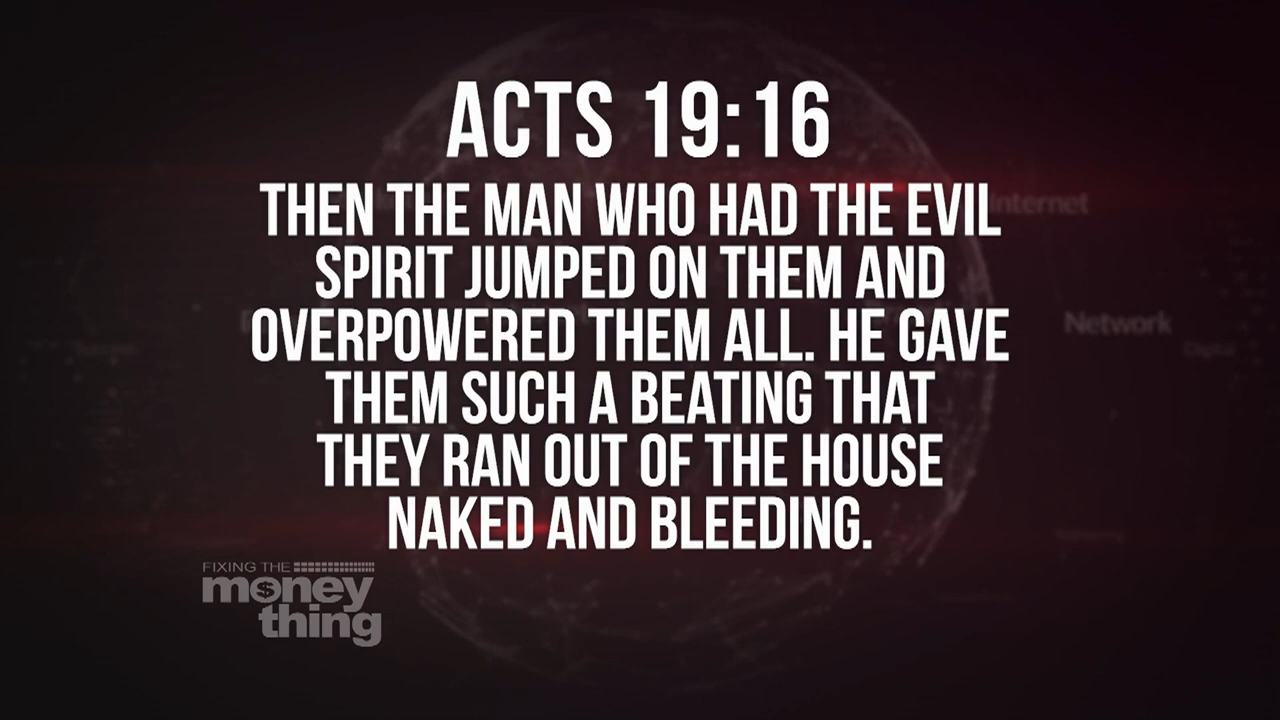 ACTS 19:16
THEN THE MAN WHO HAD THE EVIL
Internet
SPIRIT JUMPED ON THEM AND
OVERPOWERED THEM ALL. HE GAVE
Network
Digital
THEM SUCH A BEATING THAT
THEY RAN OUT OF THE HOUSE
NAKED AND BLEEDING.
FIXING THE
money
thing